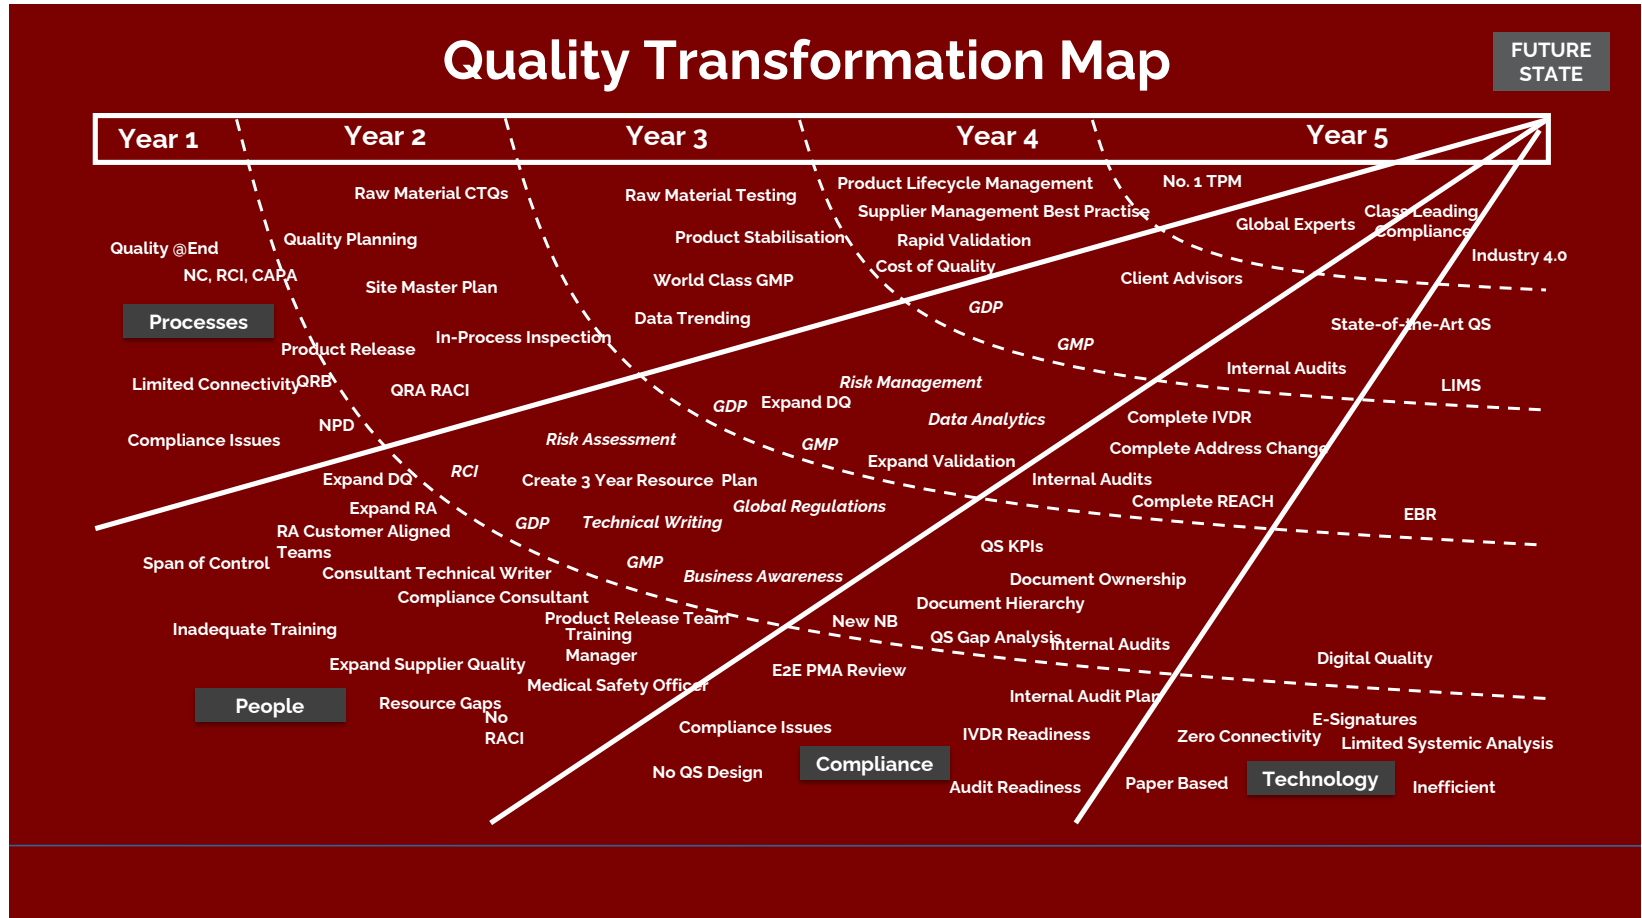 Quality Transformation Map
FUTURE
STATE
Year 1
Year 2
Year 3
Year 4
Year 5
Quality @End
NC, RCI, CAPA
Processes
Limited Connectivity
Compliance Issues
Raw Material CTQs
Quality Planning
Site Master Plan
In-Process Inspection
Product Release
QRB
QRA RACI
NPD
Raw Material Testing
Product Stabilisation
World Class GMP
Data Trending
Product Lifecycle Management
Supplier Management Best Practise
Rapid Validation
Cost of Quality
No. 1 TPM
Global Experts
Class Leading
Compliance
Industry 4.0
Client Advisors
GDP
GMP
State-of-the-Art QS
Internal Audits
LIMS
Risk Management
GDP
Expand DQ
Data Analytics
GMP
Expand Validation
Complete IVDR
Complete Address Change
Internal Audits
Complete REACH
EBR
Risk Assessment
RCI
Create 3 Year Resource  Plan
Global Regulations
GDP
Technical Writing
GMP
Business Awareness
Expand DQ
Expand RA
RA Customer Aligned
Teams
Span of Control
Consultant Technical Writer
Compliance Consultant
Product Release Team
Training
Manager
Inadequate Training
Expand Supplier Quality
Medical Safety Officer
People
Resource Gaps
No
RACI
QS KPIs
Document Ownership
Document Hierarchy
New NB
QS Gap Analysis
Internal Audits
E2E PMA Review
Internal Audit Plan
Compliance Issues
IVDR Readiness
No QS Design
Compliance
Audit Readiness
Digital Quality
E-Signatures
Zero Connectivity
Limited Systemic Analysis
Paper Based
Technology
Inefficient